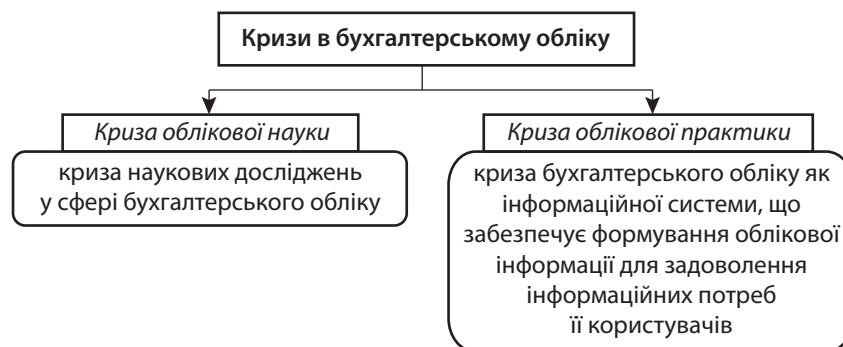 Кризи в бухгалтерському обліку
Криза облікової науки
криза наукових досліджень
у сфері бухгалтерського обліку
Криза облікової практики
криза бухгалтерського обліку як
інформаційної системи, що
забезпечує формування облікової
інформації для задоволення
інформаційних потреб
її користувачів